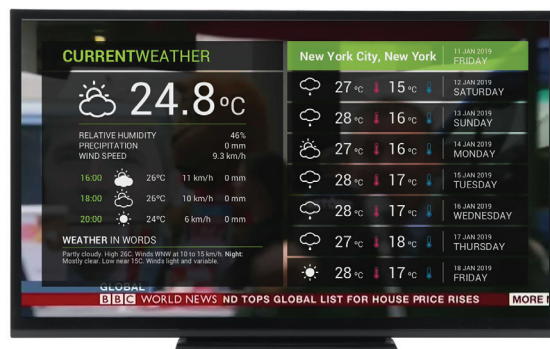 CURRENTWEATHER
24.8°C
RELATIVE HUMIDITY 46%
PRECIPITATION 0 mm
WIND SPEED 9.3 km/h
16:00 26°C 11 km/h 0 mm
18:00 26°C 10 km/h 0 mm
20:00 24°C 6 km/h 0 mm
WEATHER IN WORDS
Partly cloudy. High 26C. Winds WNW at 10 to 15 km/h. Night:
Mostly clear. Low near 15C. Winds light and variable.
New York City, New York
11 JAN 2019
FRIDAY
27°C 15°C
12 JAN 2019
SATURDAY
28°C 16°C
13 JAN 2019
SUNDAY
27°C 16°C
14 JAN 2019
MONDAY
28°C 17°C
15 JAN 2019
TUESDAY
28°C 17°C
16 JAN 2019
WEDNESDAY
27°C 18°C
17 JAN 2019
THURSDAY
28°C 17°C
18 JAN 2019
FRIDAY
GLOBAL
BBC WORLD NEWS ND TOPS GLOBAL LIST FOR HOUSE PRICE RISES MORE